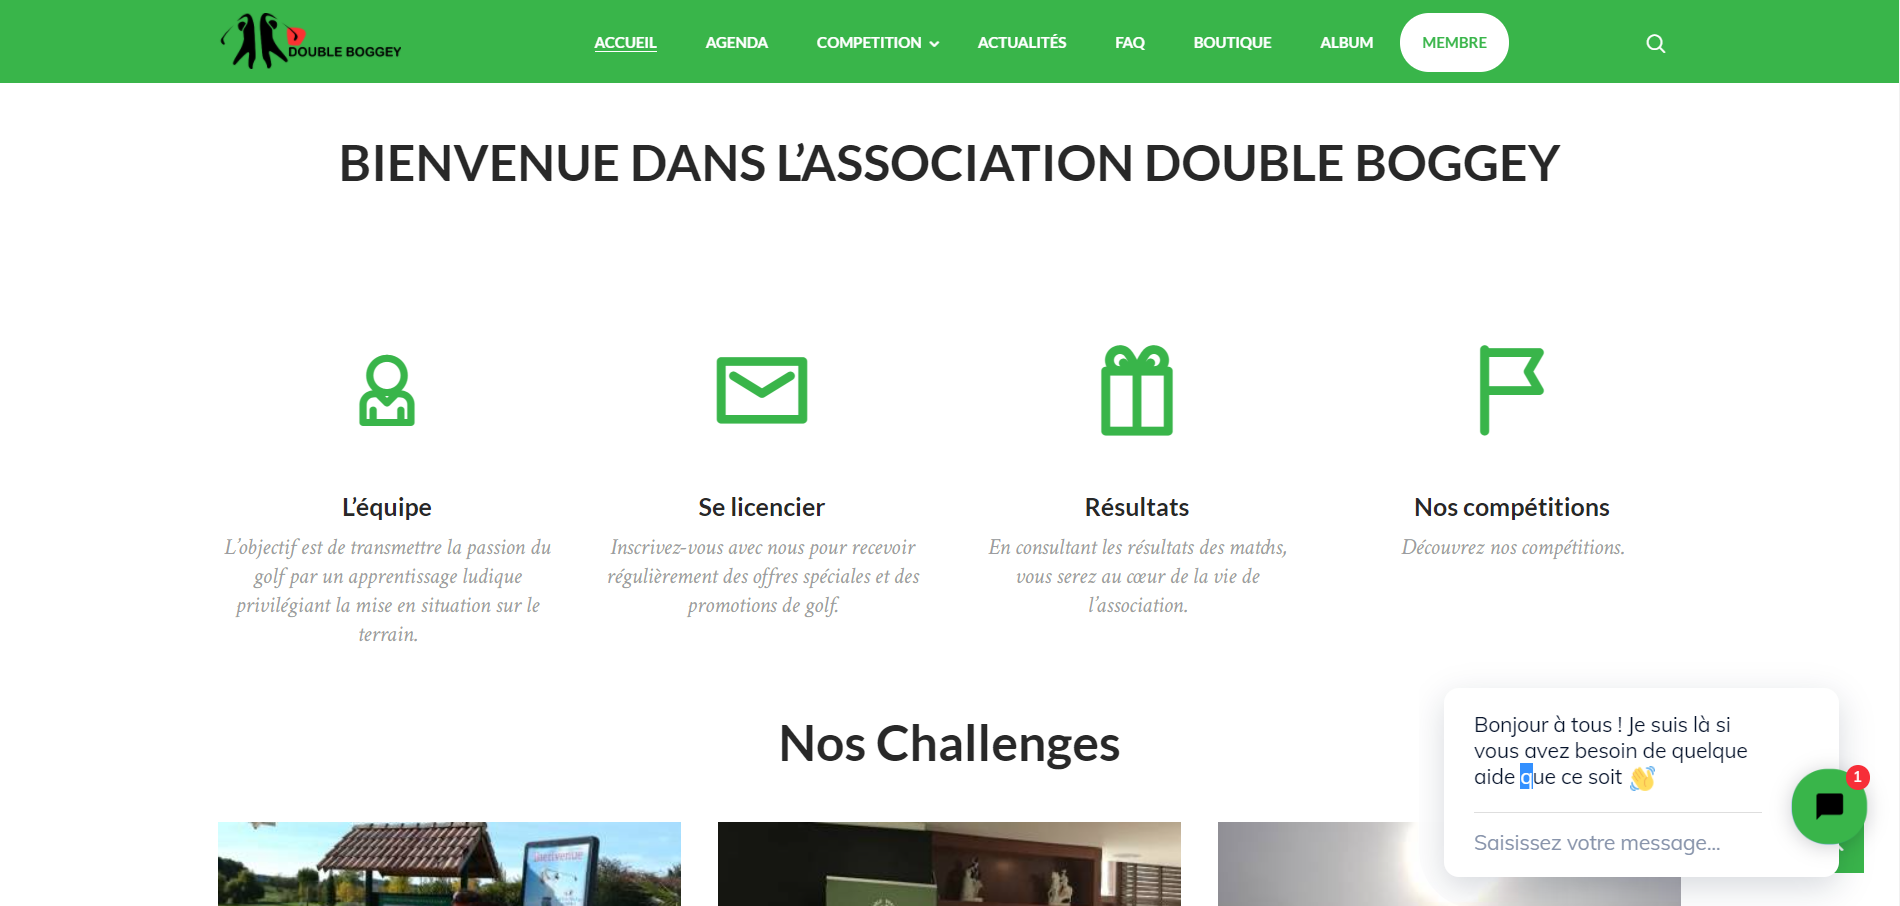 DOUBLE BOGGEY
ACCUEIL
AGENDA
COMPETITION
ACTUALITÉS
FAQ
BOUTIQUE
ALBUM
MEMBRE
BIENVENUE DANS L’ASSOCIATION DOUBLE BOGGEY
L’équipe
L’objectif est de transmettre la passion du
golf par un apprentissage ludique
privilégiant la mise en situation sur le
terrain.
Se licencier
Inscrivez-vous avec nous pour recevoir
régulièrement des offres spéciales et des
promotions de golf.
Résultats
En consultant les résultats des matchs,
vous serez au cœur de la vie de
l’association.
Nos compétitions
Découvrez nos compétitions.
Nos Challenges
Bonjour à tous ! Je suis là si
vous avez besoin de quelque
aide que ce soit 👋
1
Saisissez votre message...